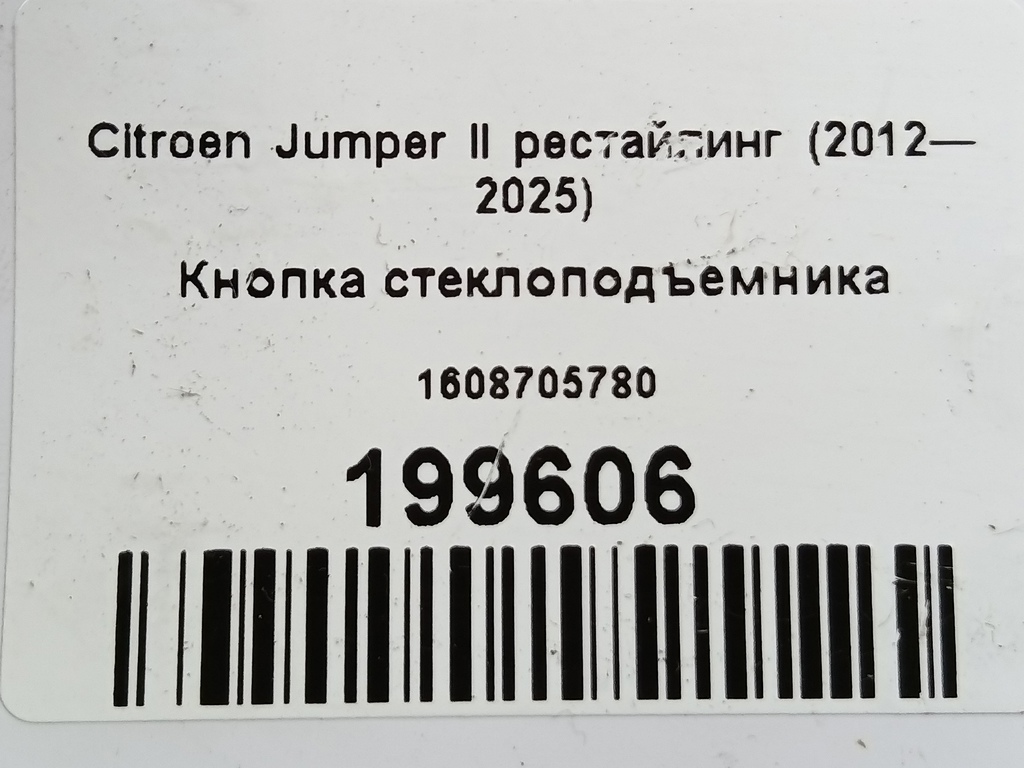 Citroen Jumper II рестайлинг (2012—
2025)
Кнопка стеклоподъемника
1608705780
199606